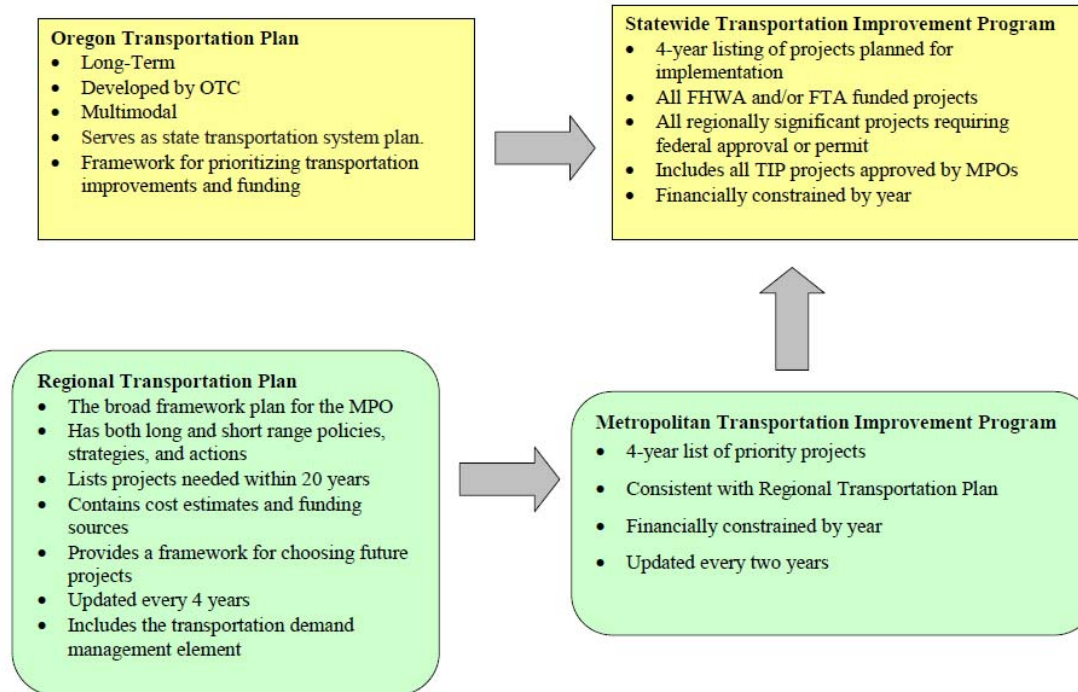 Oregon Transportation Plan
• Long-Term
• Developed by OTC
• Multimodal
• Serves as state transportation system plan.
• Framework for prioritizing transportation
improvements and funding
Statewide Transportation Improvement Program
• 4-year listing of projects planned for
implementation
• All FHWA and/or FTA funded projects
• All regionally significant projects requiring
federal approval or permit
• Includes all TIP projects approved by MPOs
• Financially constrained by year
Regional Transportation Plan
• The broad framework plan for the MPO
• Has both long and short range policies,
strategies, and actions
• Lists projects needed within 20 years
• Contains cost estimates and funding
sources
• Provides a framework for choosing future
projects
• Updated every 4 years
• Includes the transportation demand
management element
Metropolitan Transportation Improvement Program
• 4-year list of priority projects
• Consistent with Regional Transportation Plan
• Financially constrained by year
• Updated every two years